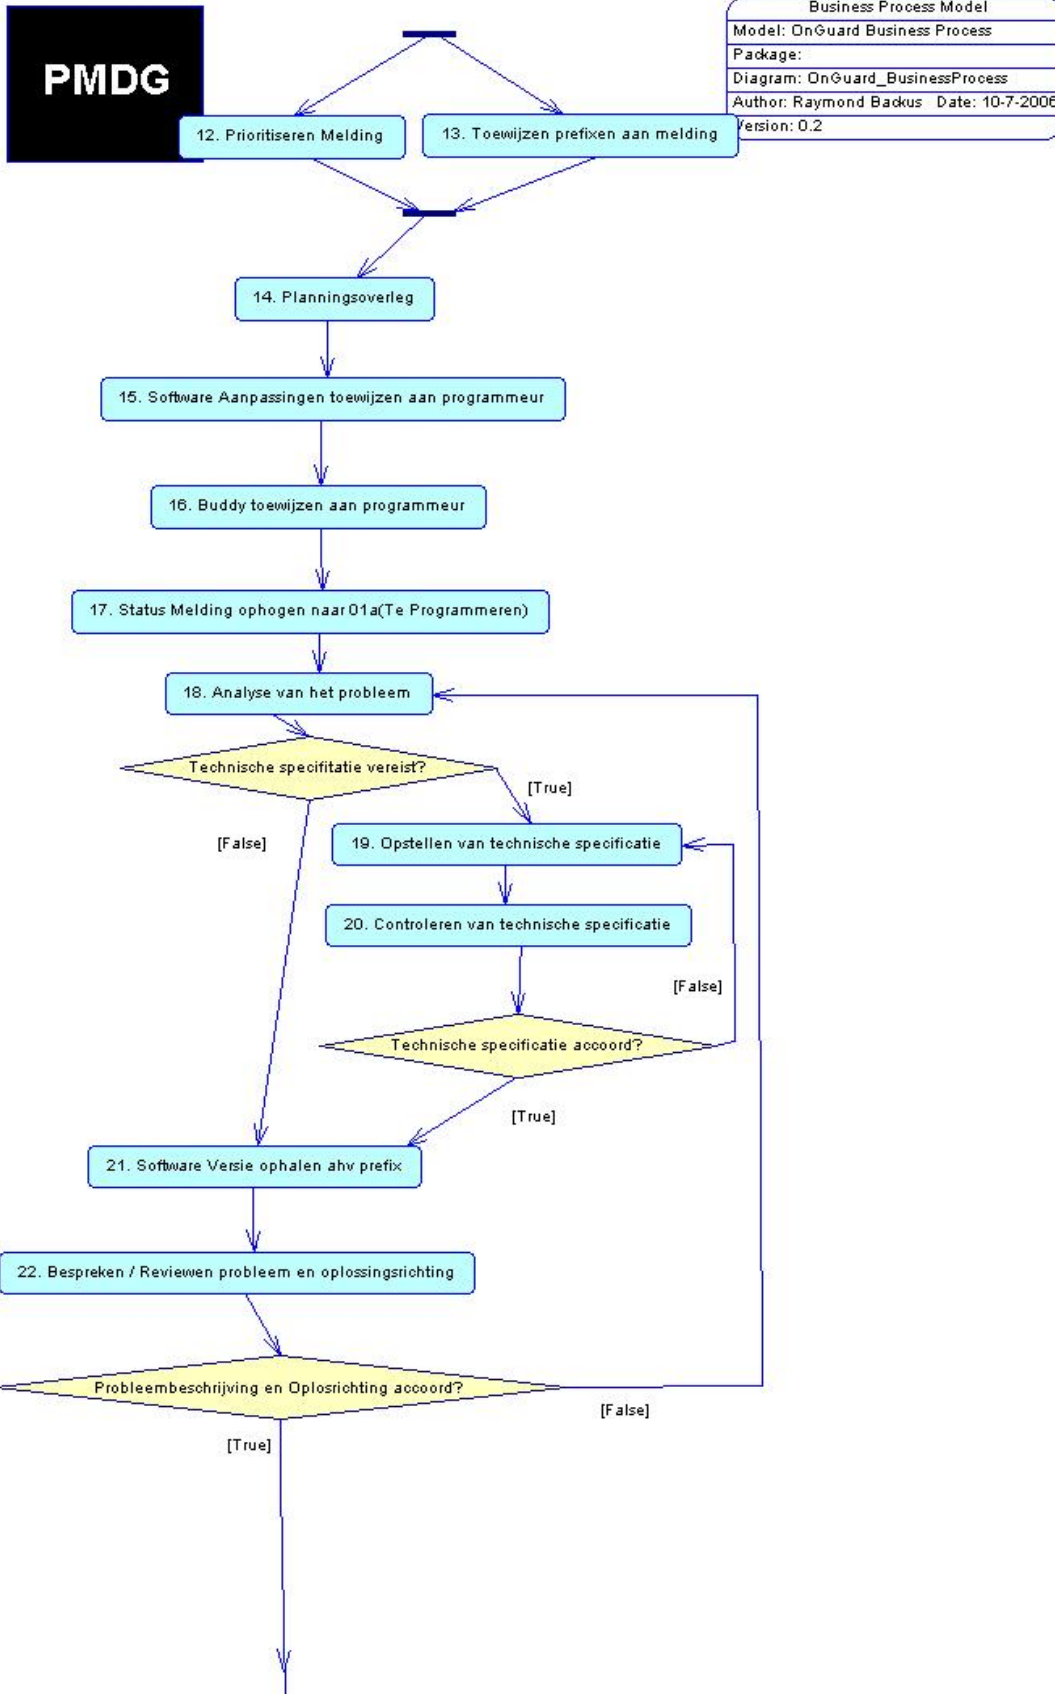 PMDG
Business Process Model
Model: OnGuard Business Process
Package:
Diagram: OnGuard_BusinessProcess
Author: Raymond Backus   Date: 10-7-2006
Version: 0.2
12. Prioritiseren Melding
13. Toewijzen prefixen aan melding
14. Planningsoverleg
15. Software Aanpassingen toewijzen aan programmeur
16. Buddy toewijzen aan programmeur
17. Status Melding ophogen naar 01a(Te Programmeren)
18. Analyse van het probleem
Technische specifitatie vereist?
[True]
[False]
19. Opstellen van technische specificatie
20. Controleren van technische specificatie
[False]
Technische specificatie accoord?
[True]
21. Software Versie ophalen ahv prefix
22. Bespreken / Reviewen probleem en oplossingsrichting
Probleembeschrijving en Oplosrichting accoord?
[False]
[True]